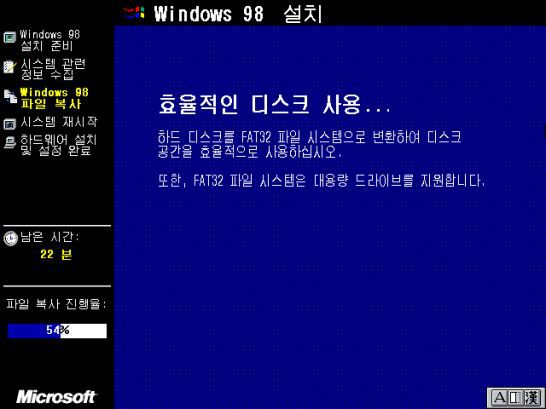 Windows 98 설치
Windows 98
설치 준비
시스템 관련
정보 수집
Windows 98
파일 복사
시스템 재시작
하드웨어 설치
및 설정 완료
남은 시간:
22 분
파일 복사 진행율:
54%
Microsoft
효율적인 디스크 사용...
하드 디스크를 FAT32 파일 시스템으로 변환하여 디스크
공간을 효율적으로 사용하십시오.
또한, FAT32 파일 시스템은 대용량 드라이브를 지원합니다.
A 漢